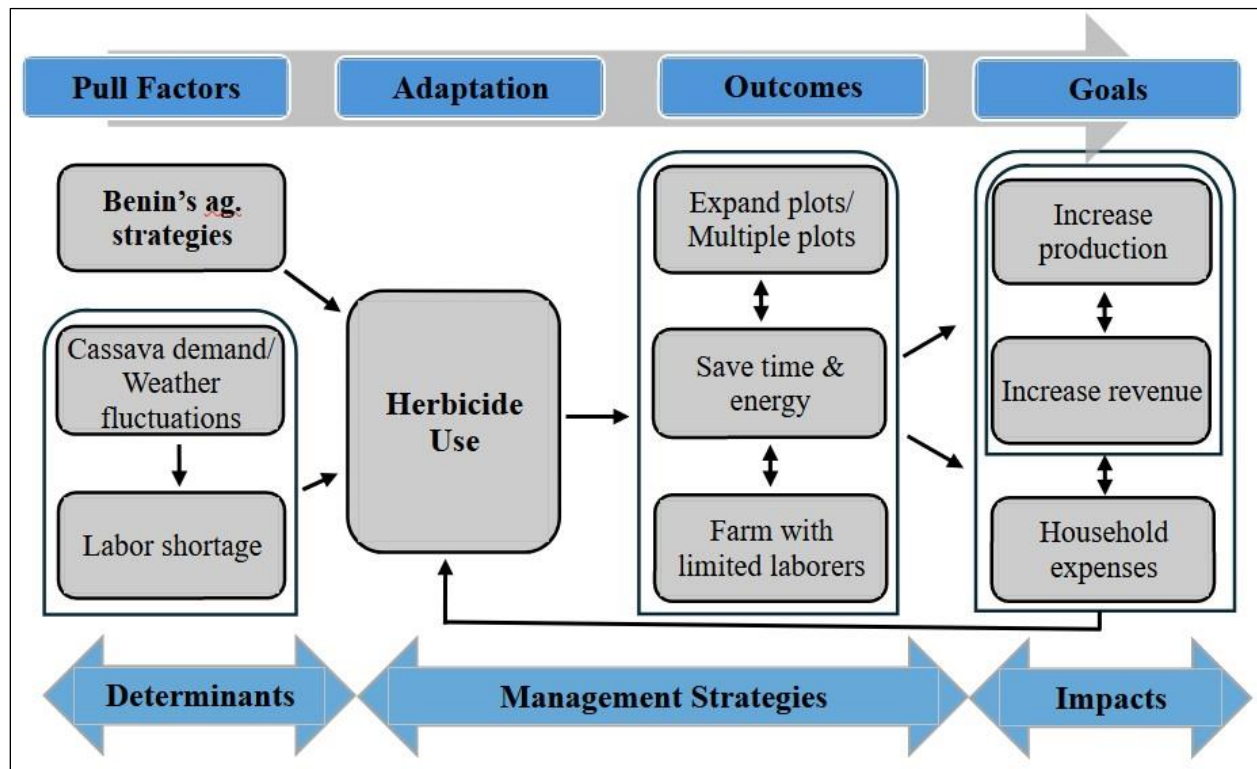 Pull Factors
Adaptation
Outcomes
Goals
Benin's ag.
strategies
Cassava demand/
Weather
fluctuations
Labor shortage
Herbicide
Use
Expand plots/
Multiple plots
Save time &
energy
Farm with
limited laborers
Increase
production
Increase revenue
Household
expenses
Determinants
Management Strategies
Impacts